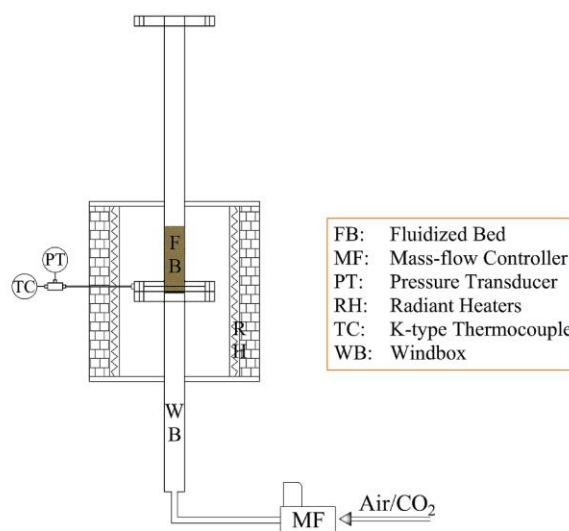 F
B
PT
TC
R
H
W
B
MF
Air/CO₂
FB: Fluidized Bed
MF: Mass-flow Controller
PT: Pressure Transducer
RH: Radiant Heaters
TC: K-type Thermocouple
WB: Windbox